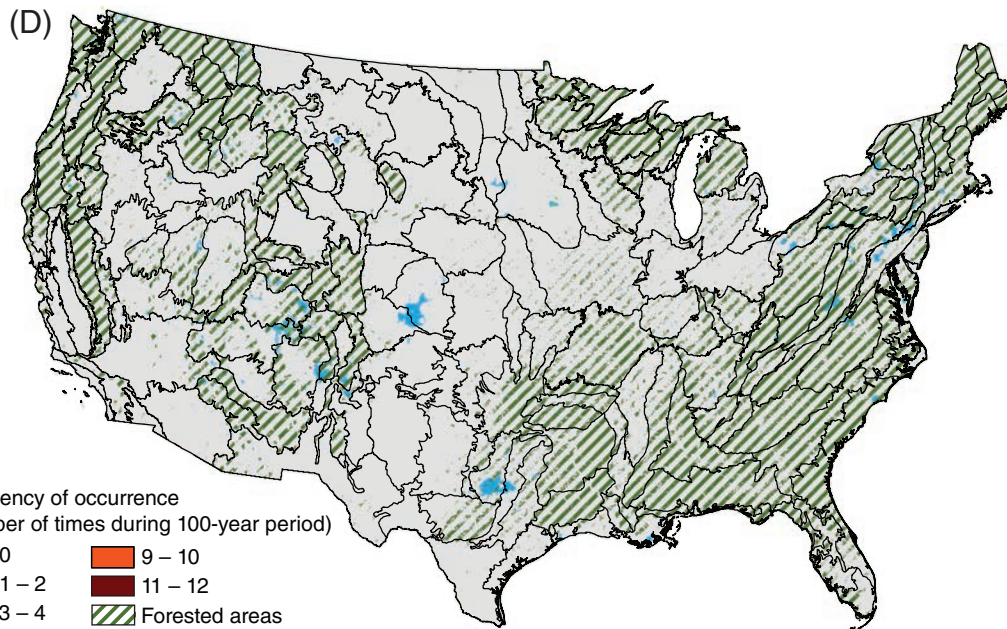 (D)
ency of occurrence
ber of times during 100-year period)
0
1 – 2
3 – 4
9 – 10
11 – 12
Forested areas